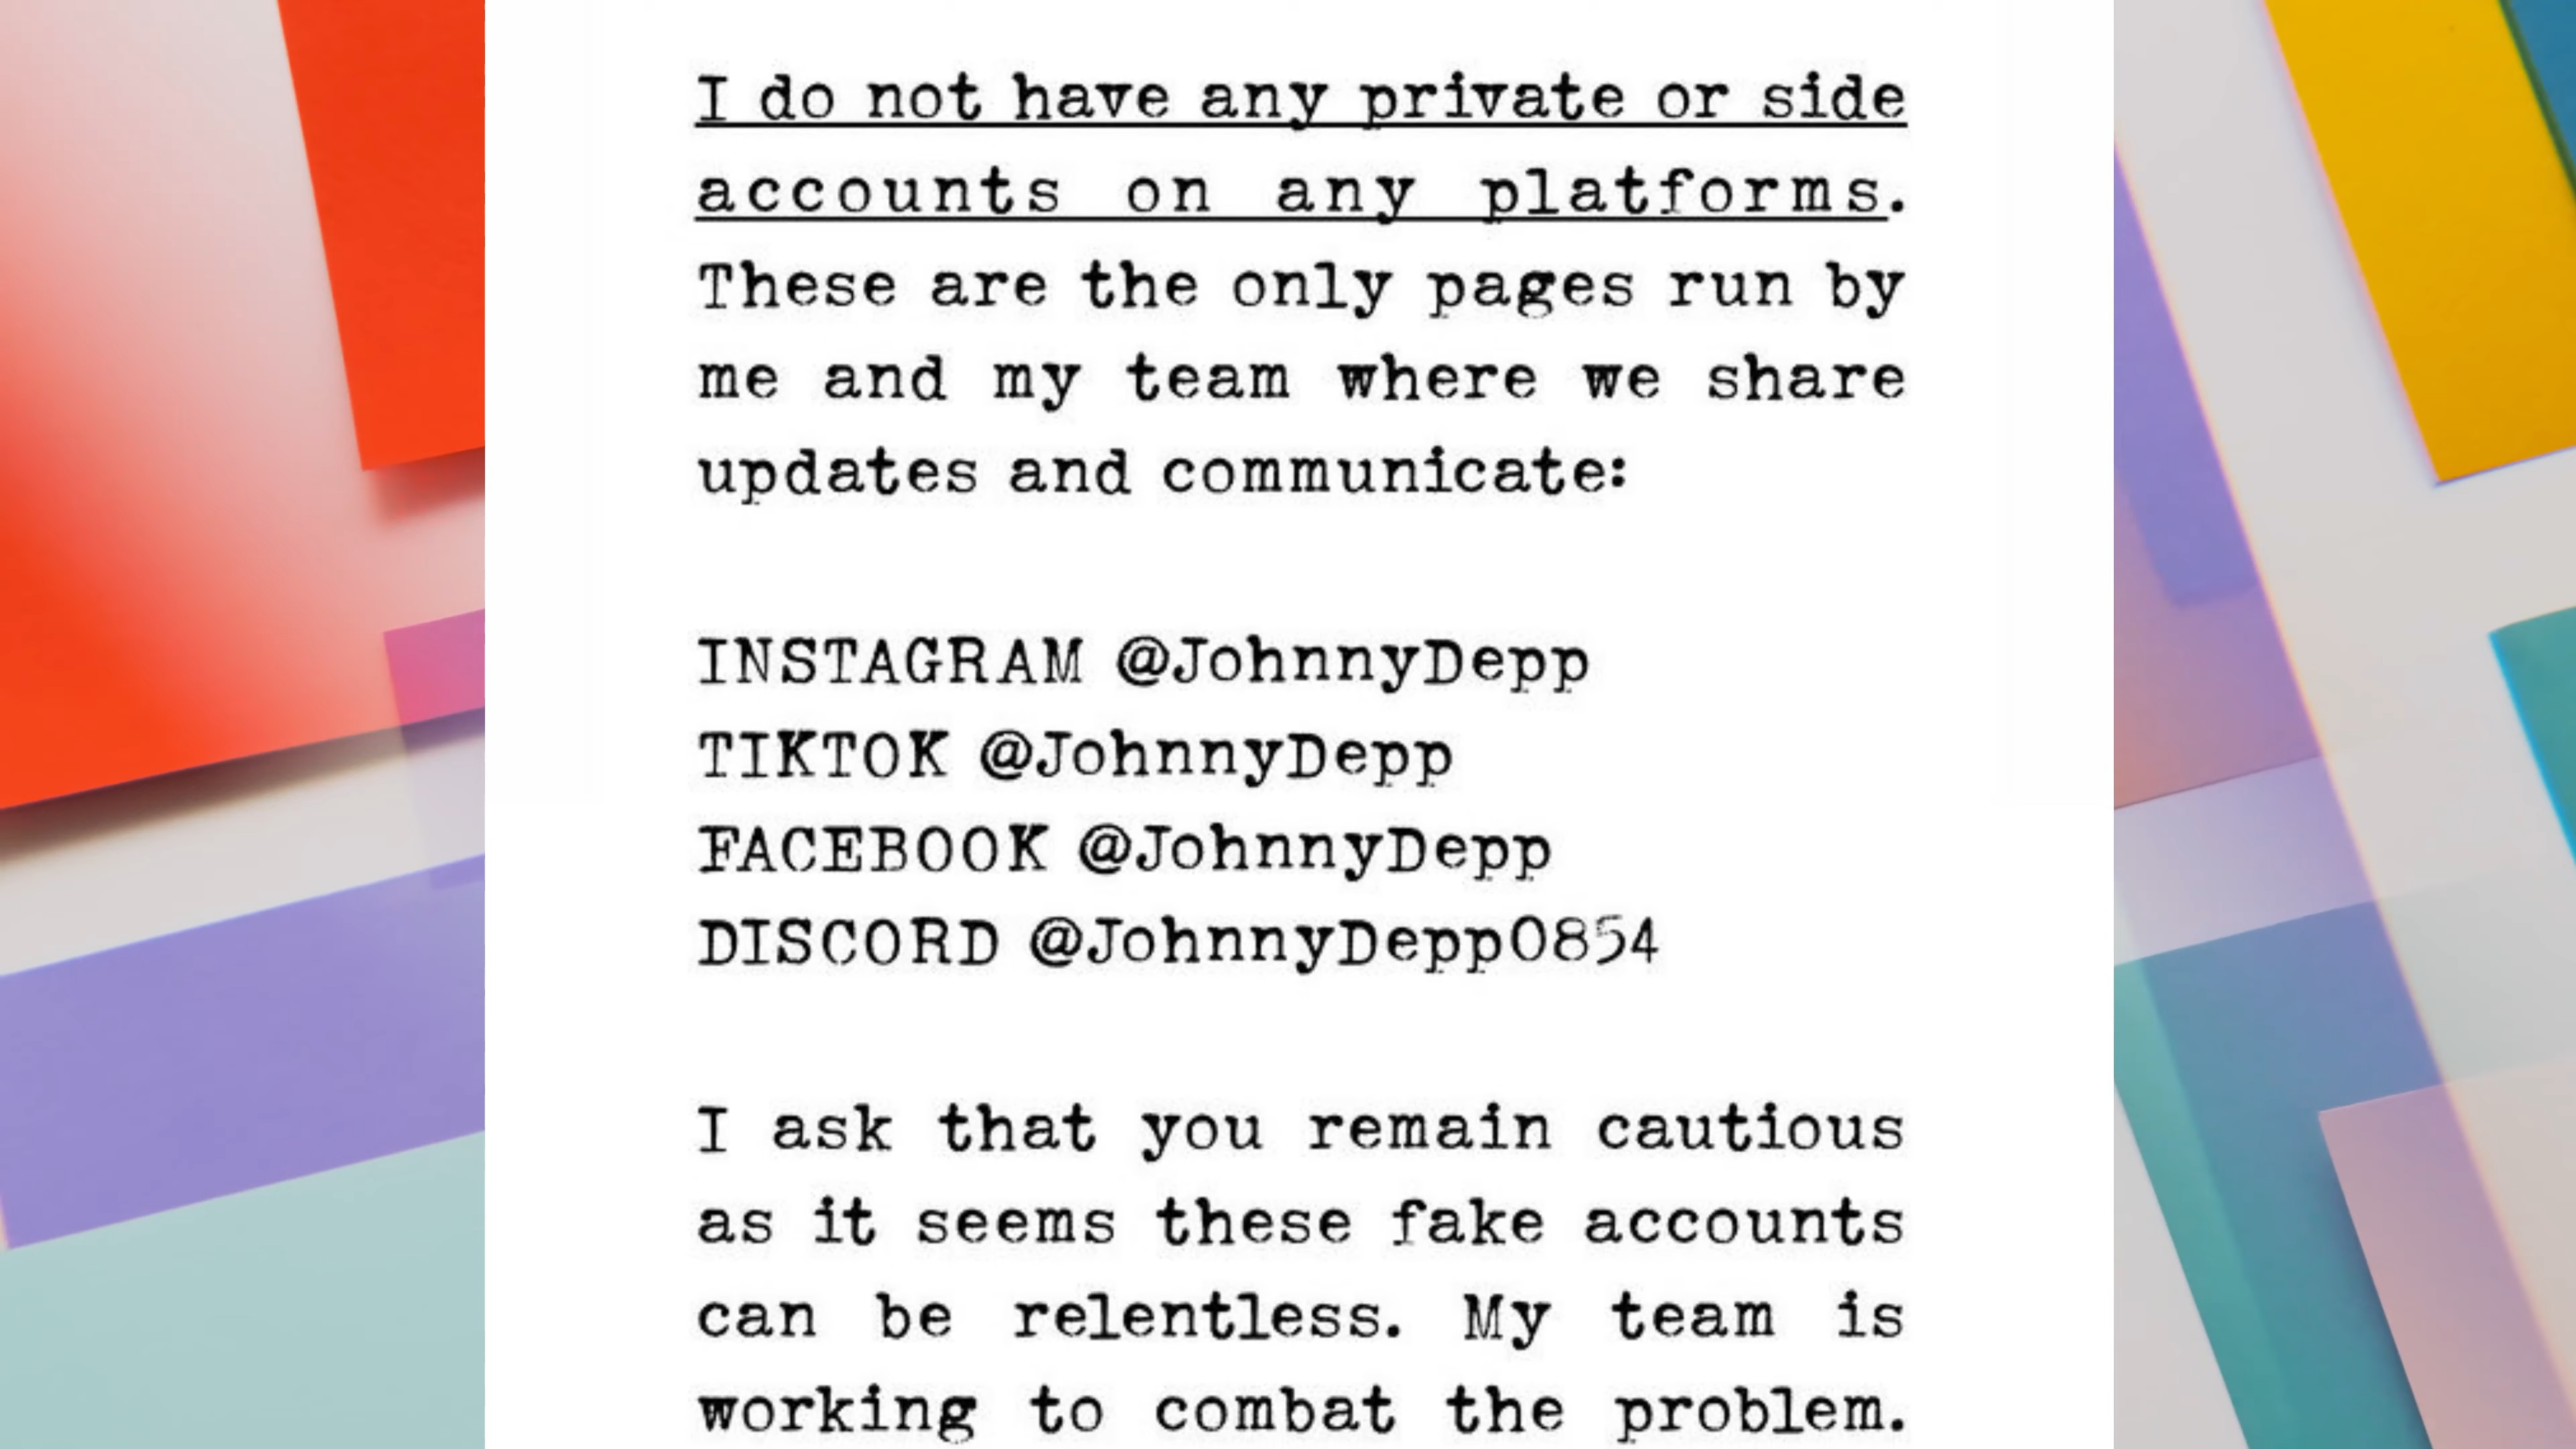 I do not have any private or side
accounts on any platforms.
These are the only pages run by
me and my team where we share
updates and communicate:
INSTAGRAM @JohnnyDepp
TIKTOK @JohnnyDepp
FACEBOOK @JohnnyDepp
DISCORD @JohnnyDepp0854
I ask that you remain cautious
as it seems these fake accounts
can be relentless. My team is
working to combat the problem.